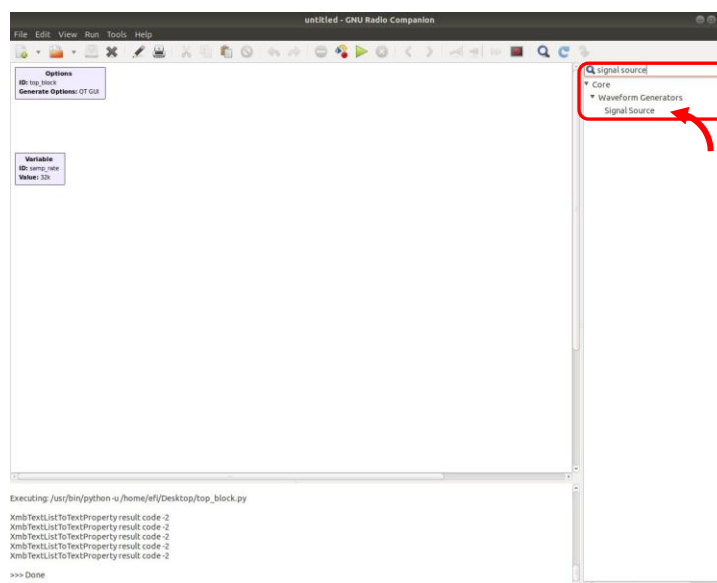 untitled - GNU Radio Companion
File Edit View Run Tools Help
Options
ID: top_block
Generate Options: QT GUI
Variable
ID: samp_rate
Value: 32k
signal source
Core
Waveform Generators
Signal Source
Executing: /usr/bin/python -u /home/efi/Desktop/top_block.py
XmbTextListToTextProperty result code -2
XmbTextListToTextProperty result code -2
XmbTextListToTextProperty result code -2
XmbTextListToTextProperty result code -2
XmbTextListToTextProperty result code -2
>>> Done